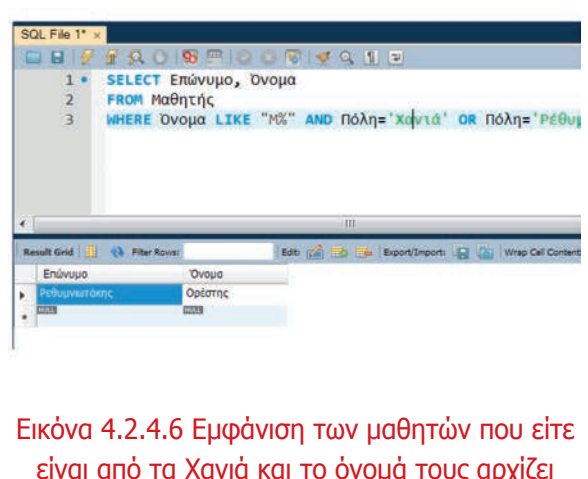 SQL File 1* ×
1 SELECT Επώνυμο, Όνομα
2 FROM Μαθητής
3 WHERE Όνομα LIKE "Μ%" AND Πόλη='Χανιά' OR Πόλη='Ρέθυμ
Result Grid Filter Rows: Edit: Export/Import: Wrap Cell Content:
Επώνυμο Όνομα
Ρεθυμνιωτάκης Ορέστης
NULL NULL
Εικόνα 4.2.4.6 Εμφάνιση των μαθητών που είτε
είναι από τα Χανιά και το όνομά τους αρχίζει